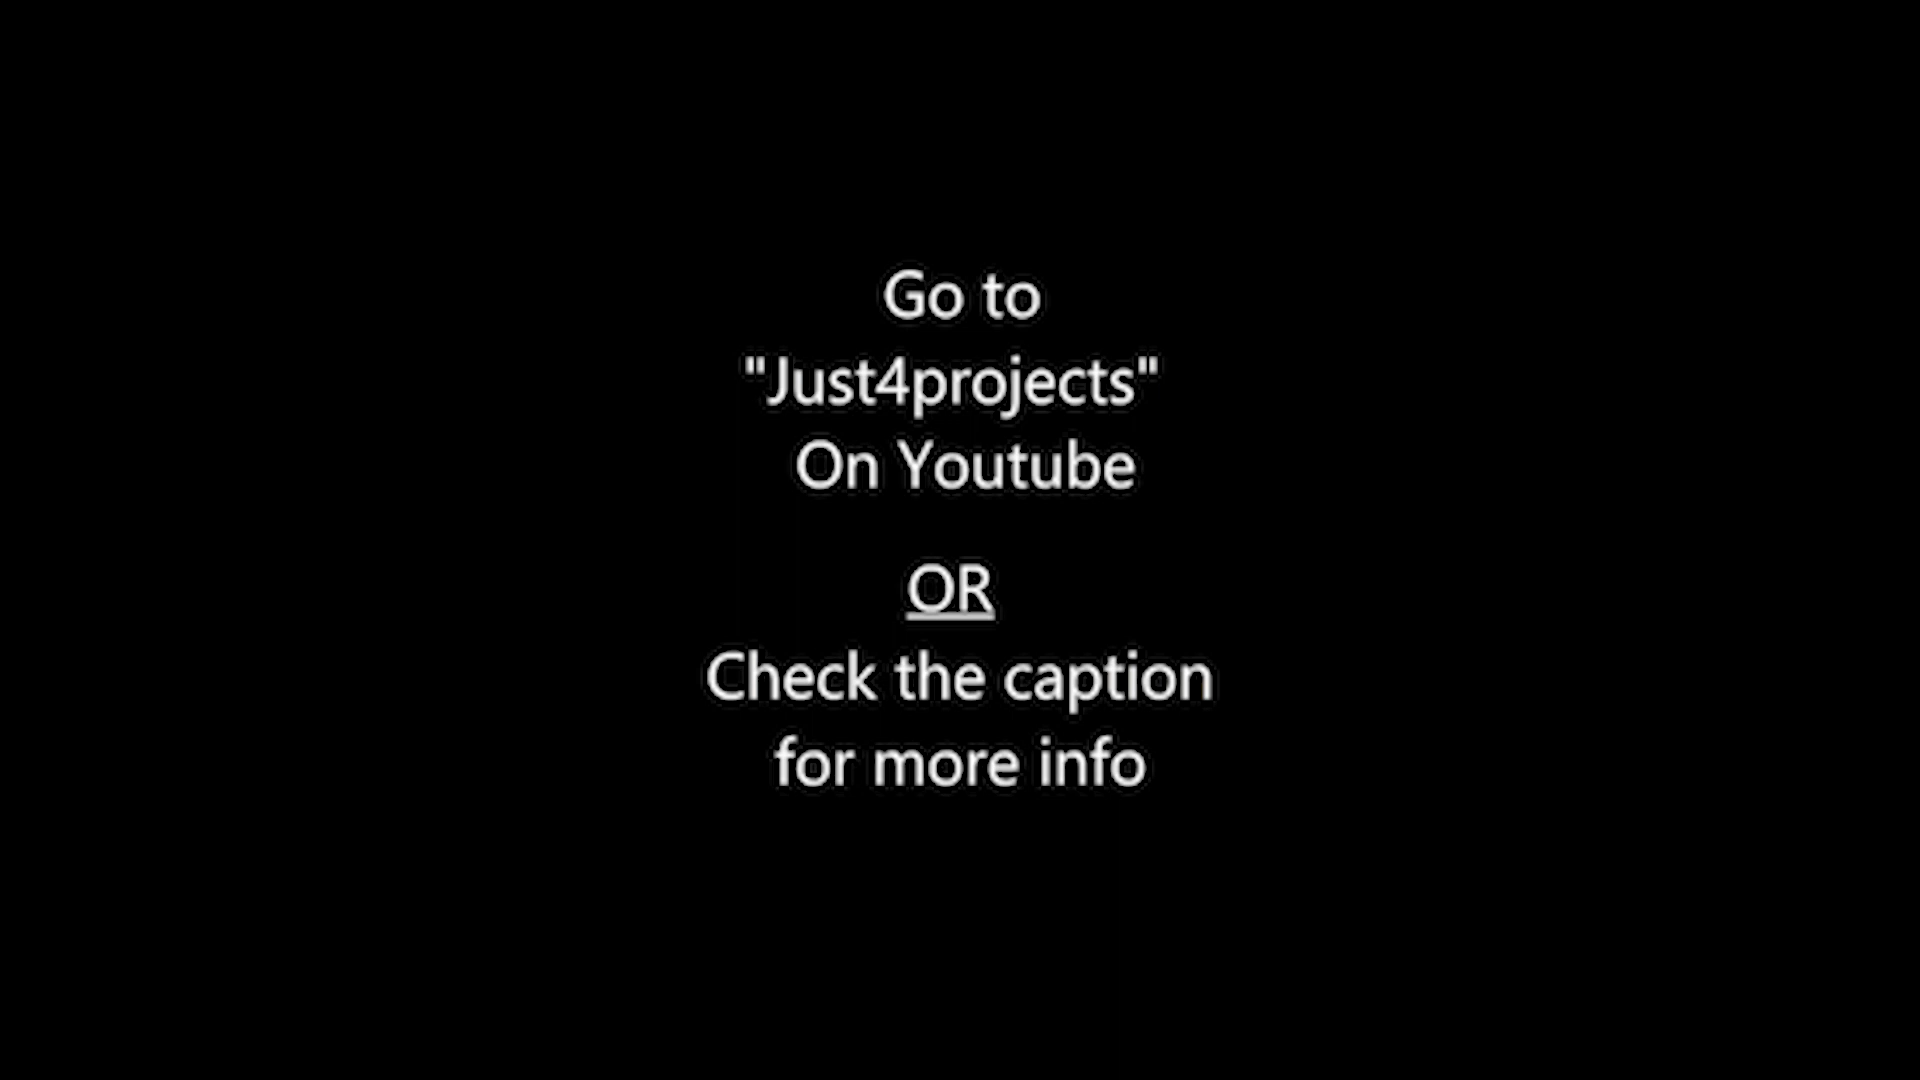 Go to
"Just4projects"
On Youtube
OR
Check the caption
for more info